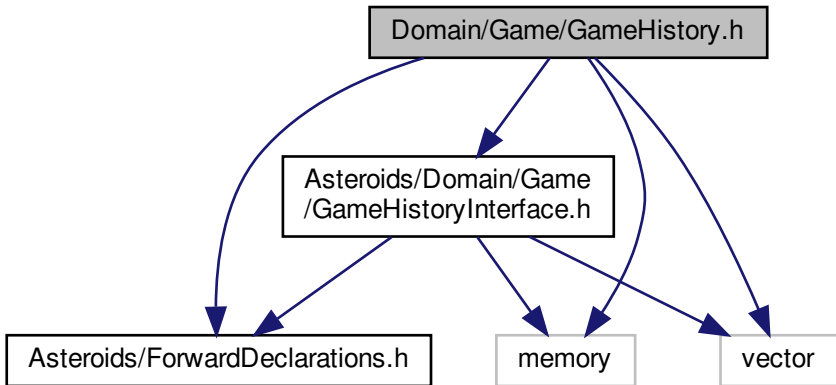 Domain/Game/GameHistory.h
Asteroids/Domain/Game
/GameHistoryInterface.h
Asteroids/ForwardDeclarations.h
memory
vector